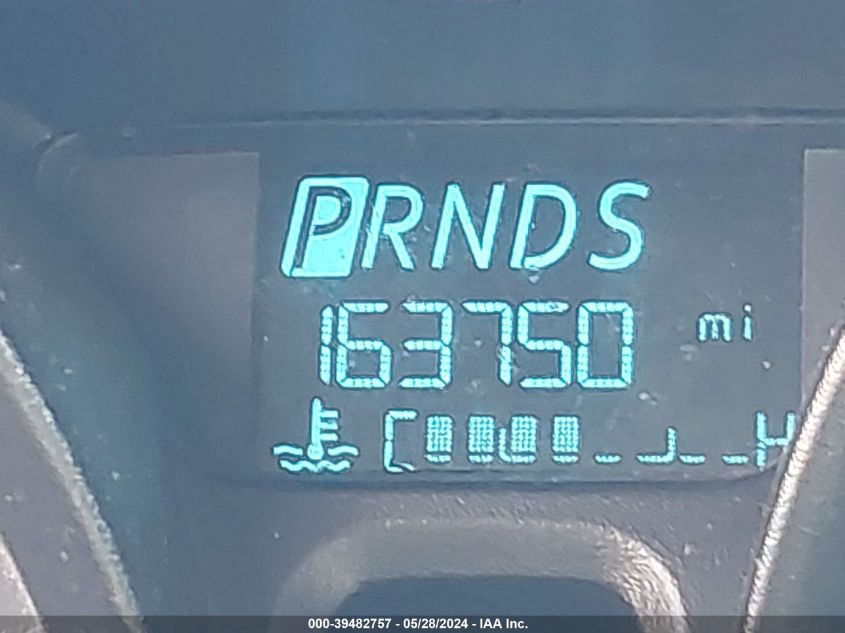 PRNDS
163750 mi
C H
000-39482757 - 05/28/2024 - IAA Inc.